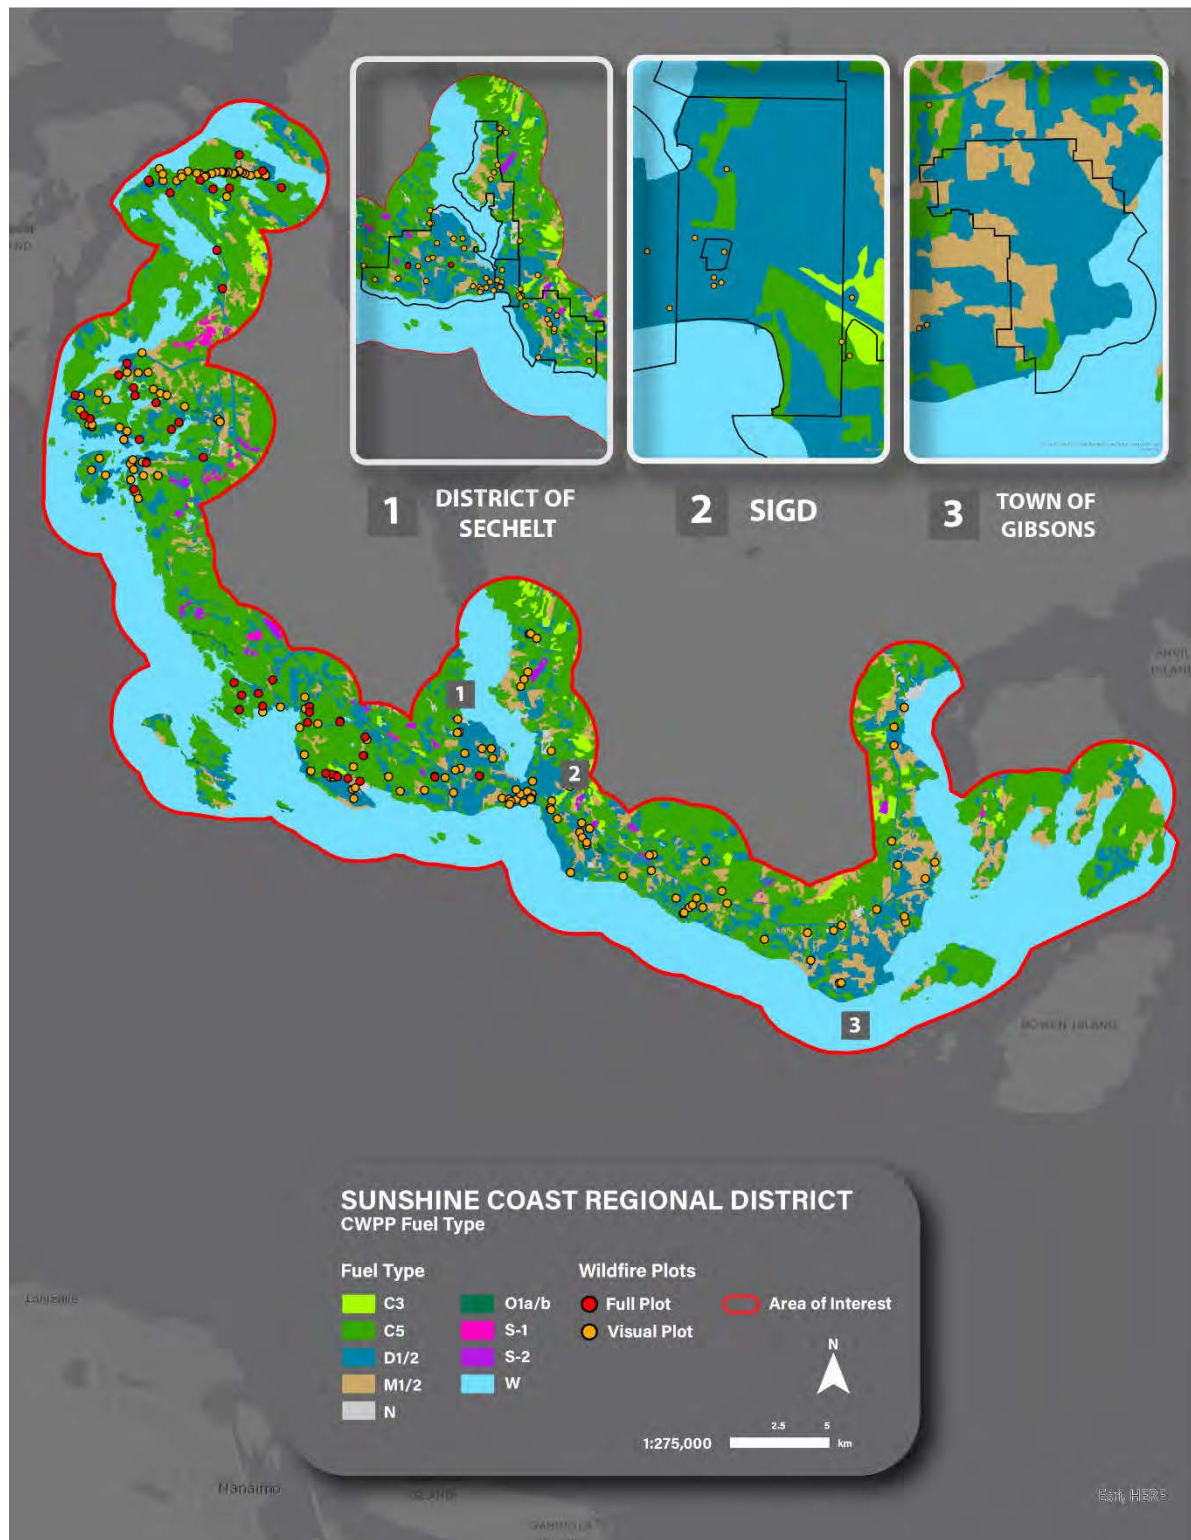 1 DISTRICT OF
SECHELT
2 SIGD
3 TOWN OF
GIBSONS
1
2
3
BOWEN ISLAND
SUNSHINE COAST REGIONAL DISTRICT
CWPP Fuel Type
Fuel Type
C3
C5
D1/2
M1/2
N
O1a/b
S-1
S-2
W
Wildfire Plots
Full Plot
Visual Plot
Area of Interest
N
1:275,000
2.5
5
km
Nanaimo
Esri, HERE